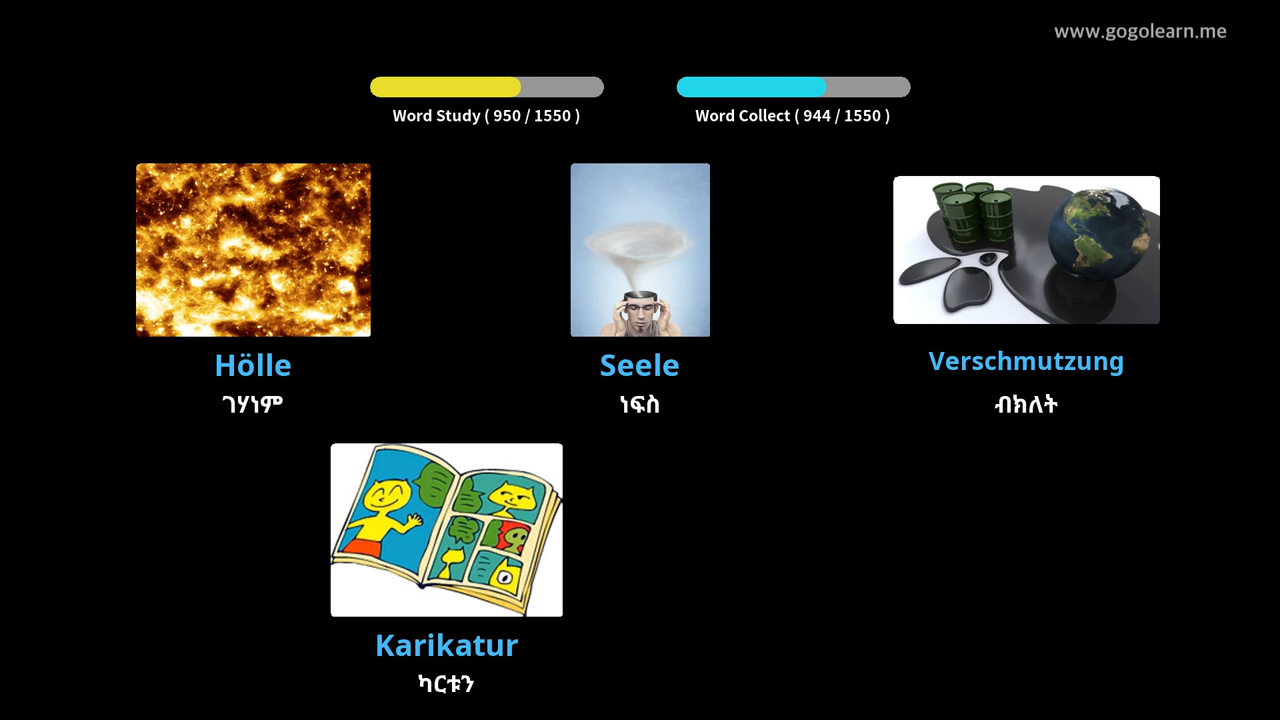 www.gogolearn.me
Word Study ( 950 / 1550 )
Word Collect ( 944 / 1550 )
Hölle
ገሃነም
Seele
ነፍስ
Verschmutzung
ብክለት
Karikatur
ካርቱን